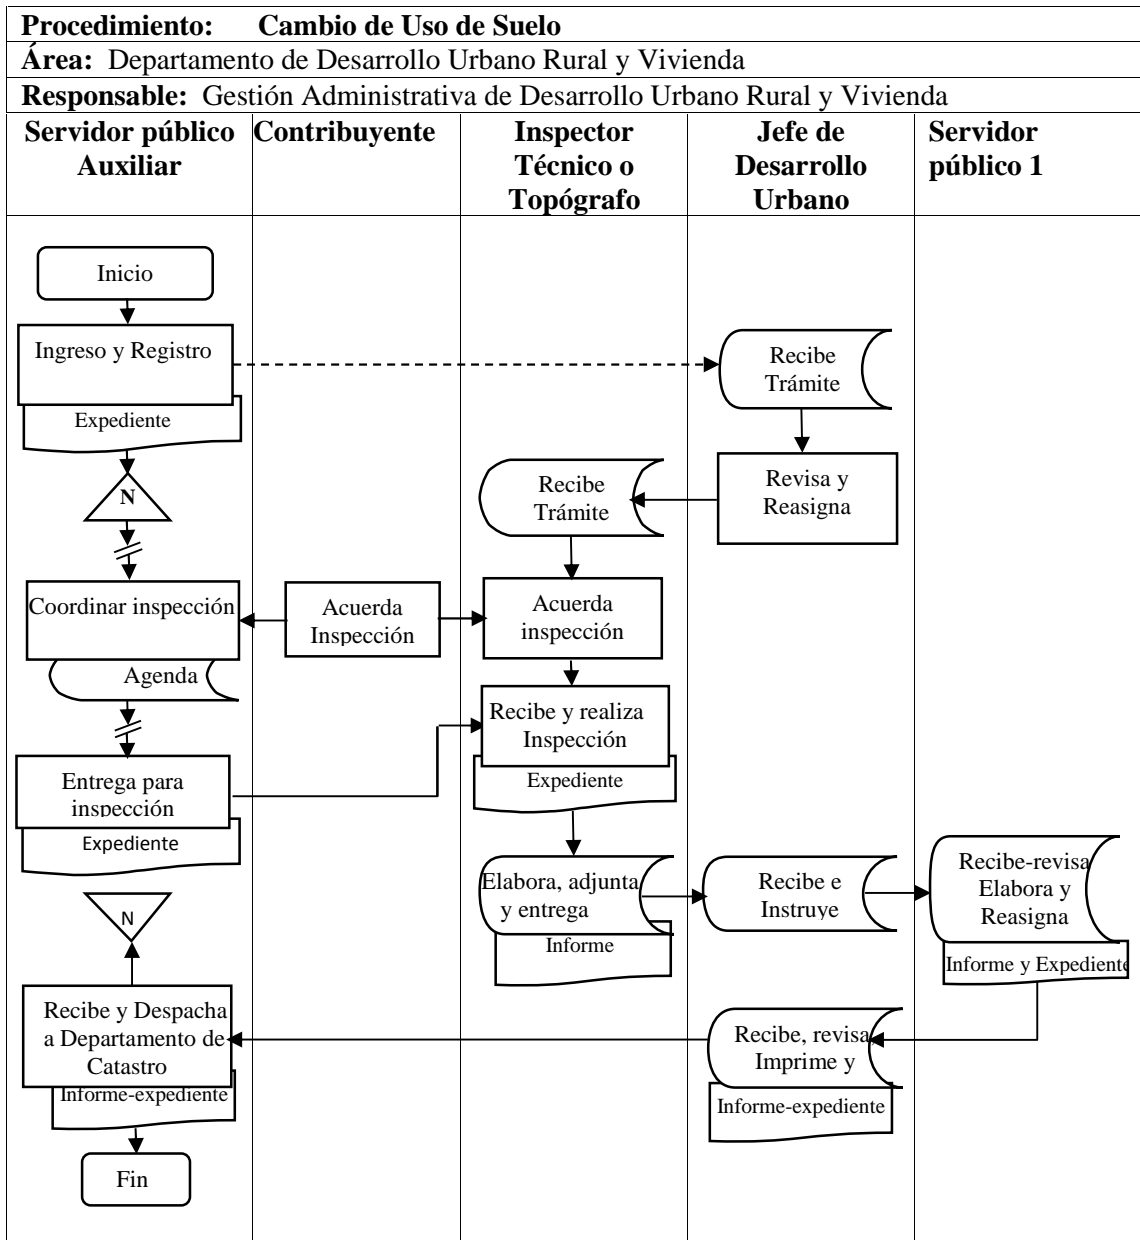 Procedimiento: Cambio de Uso de Suelo
Área: Departamento de Desarrollo Urbano Rural y Vivienda
Responsable: Gestión Administrativa de Desarrollo Urbano Rural y Vivienda
Servidor público
Auxiliar
Contribuyente
Inspector
Técnico o
Topógrafo
Jefe de
Desarrollo
Urbano
Servidor
público 1
Inicio
Ingreso y Registro
Expediente
Recibe
Trámite
N
Recibe
Trámite
Revisa y
Reasigna
Coordinar inspección
Agenda
Acuerda
Inspección
Acuerda
inspección
Recibe y realiza
Inspección
Expediente
Entrega para
inspección
Expediente
Elabora, adjunta
y entrega
Informe
Recibe e
Instruye
Recibe-revisa
Elabora y
Reasigna
Informe y Expediente
N
Recibe y Despacha
a Departamento de
Catastro
Informe-expediente
Recibe, revisa,
Imprime y
Informe-expediente
Fin